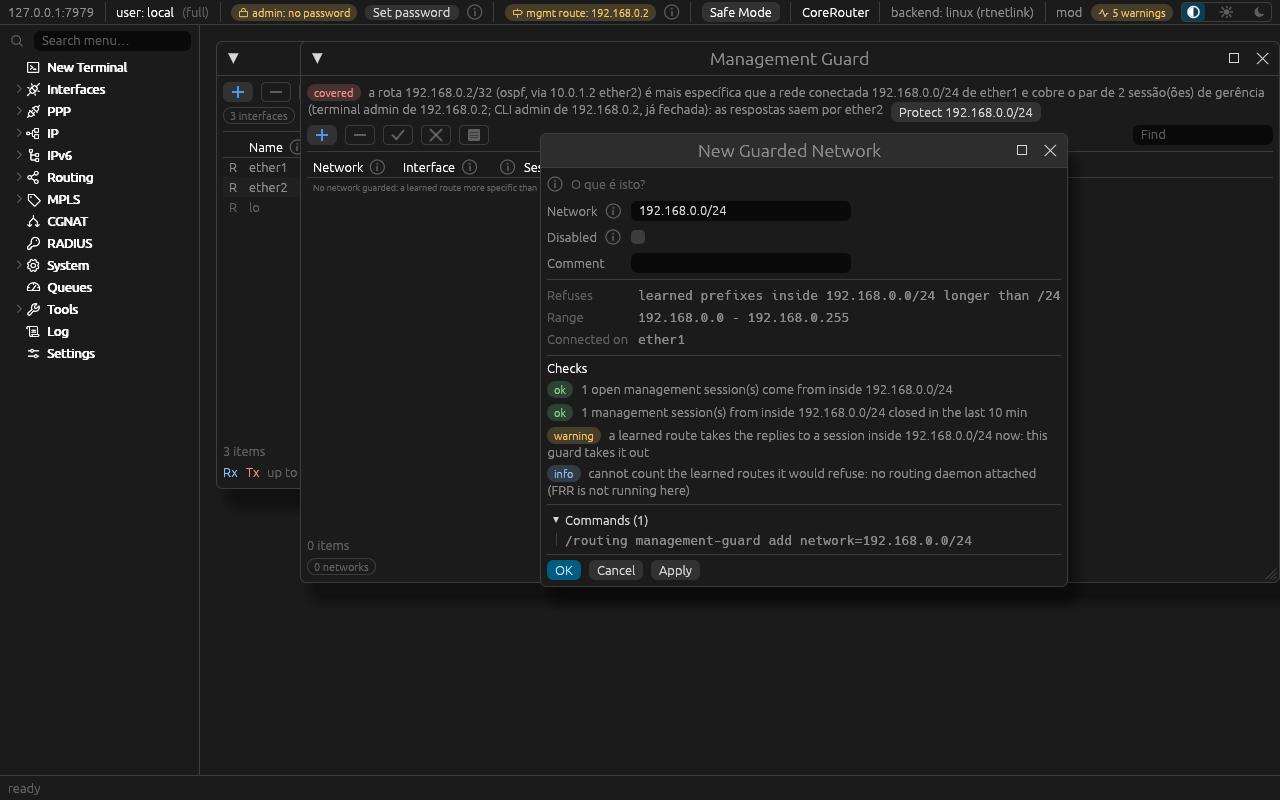 127.0.0.1:7979 user: local (full) admin: no password Set password mgmt route: 192.168.0.2 Safe Mode CoreRouter backend: linux (rtnetlink) mod 5 warnings
Search menu...
New Terminal
Interfaces
PPP
IP
IPv6
Routing
MPLS
CGNAT
RADIUS
System
Queues
Tools
Log
Settings
3 interfaces
Name
R ether1
R ether2
R lo
3 items
Rx Tx up to
Management Guard
covered a rota 192.168.0.2/32 (ospf, via 10.0.1.2 ether2) é mais específica que a rede conectada 192.168.0.0/24 de ether1 e cobre o par de 2 sessão(ões) de gerência
(terminal admin de 192.168.0.2; CLI admin de 192.168.0.2, já fechada): as respostas saem por ether2 Protect 192.168.0.0/24
Find
Network Interface Ses
No network guarded: a learned route more specific than
0 items
0 networks
New Guarded Network
O que é isto?
Network 192.168.0.0/24
Disabled
Comment
Refuses learned prefixes inside 192.168.0.0/24 longer than /24
Range 192.168.0.0 - 192.168.0.255
Connected on ether1
Checks
ok 1 open management session(s) come from inside 192.168.0.0/24
ok 1 management session(s) from inside 192.168.0.0/24 closed in the last 10 min
warning a learned route takes the replies to a session inside 192.168.0.0/24 now: this
guard takes it out
info cannot count the learned routes it would refuse: no routing daemon attached
(FRR is not running here)
Commands (1)
/routing management-guard add network=192.168.0.0/24
OK Cancel Apply
ready